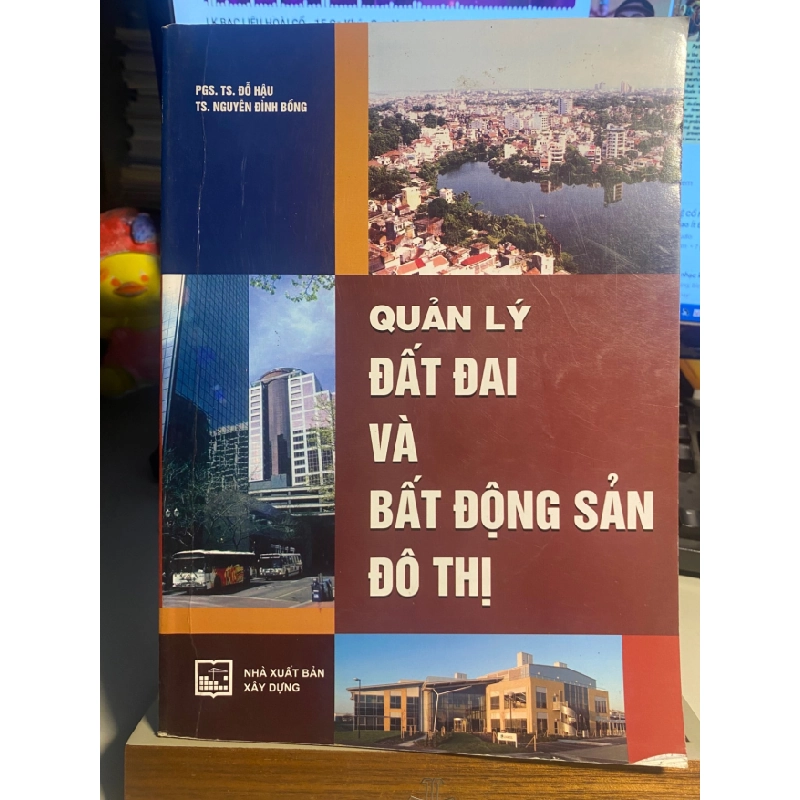 PGS. TS. ĐỖ HẬU
TS. NGUYỄN ĐÌNH BỒNG
QUẢN LÝ
ĐẤT ĐAI
VÀ
BẤT ĐỘNG SẢN
ĐÔ THỊ
NHÀ XUẤT BẢN
XÂY DỰNG